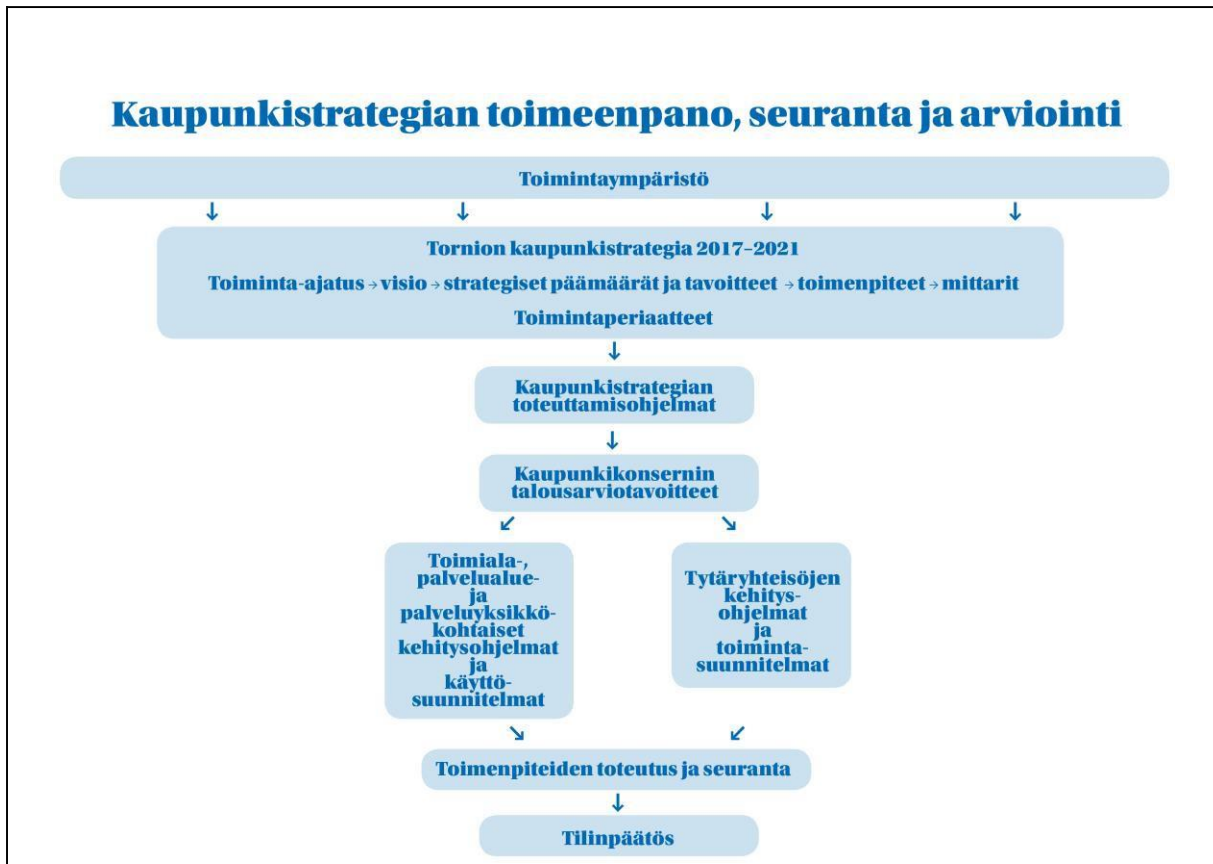 Kaupunkistrategian toimeenpano, seuranta ja arviointi
Toimintaympäristö
↓ ↓ ↓ ↓
Tornion kaupunkistrategia 2017–2021
Toiminta-ajatus → visio → strategiset päämäärät ja tavoitteet → toimenpiteet → mittarit
Toimintaperiaatteet
↓
Kaupunkistrategian
toteuttamisohjelmat
↓
Kaupunkikonsernin
talousarviotavoitteet
↙ ↘
Toimiala-,
palvelualue-
ja
palveluyksikkö-
kohtaiset
kehitysohjelmat
ja
käyttö-
suunnitelmat
Tytäryhteisöjen
kehitys-
ohjelmat
ja
toiminta-
suunnitelmat
↘ ↙
Toimenpiteiden toteutus ja seuranta
↓
Tilinpäätös